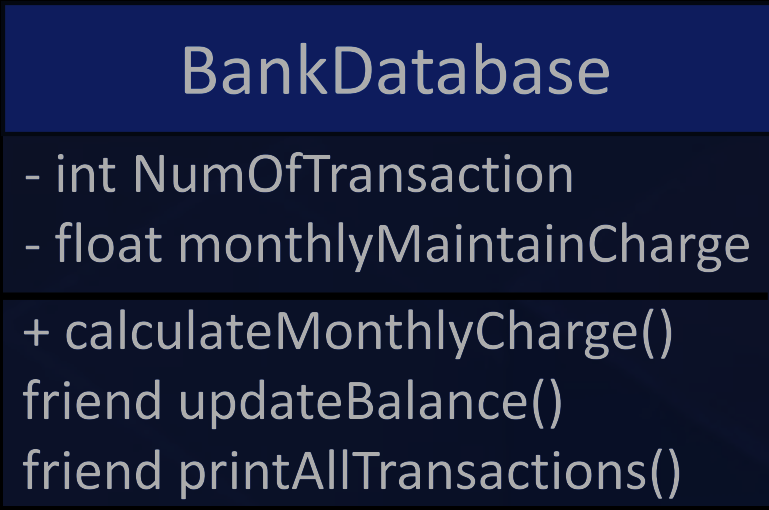 BankDatabase
- int NumOfTransaction
- float monthlyMaintainCharge
+ calculateMonthlyCharge()
friend updateBalance()
friend printAllTransactions()